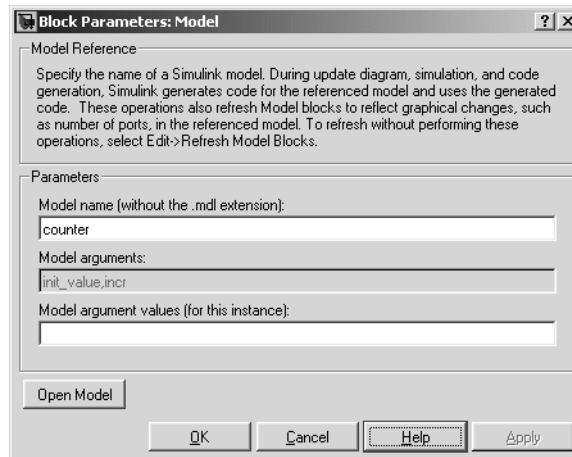 Block Parameters: Model
Model Reference
Specify the name of a Simulink model. During update diagram, simulation, and code
generation, Simulink generates code for the referenced model and uses the generated
code. These operations also refresh Model blocks to reflect graphical changes, such
as number of ports, in the referenced model. To refresh without performing these
operations, select Edit->Refresh Model Blocks.
Parameters
Model name (without the .mdl extension):
counter
Model arguments:
init_value,incr
Model argument values (for this instance):
Open Model
OK Cancel Help Apply